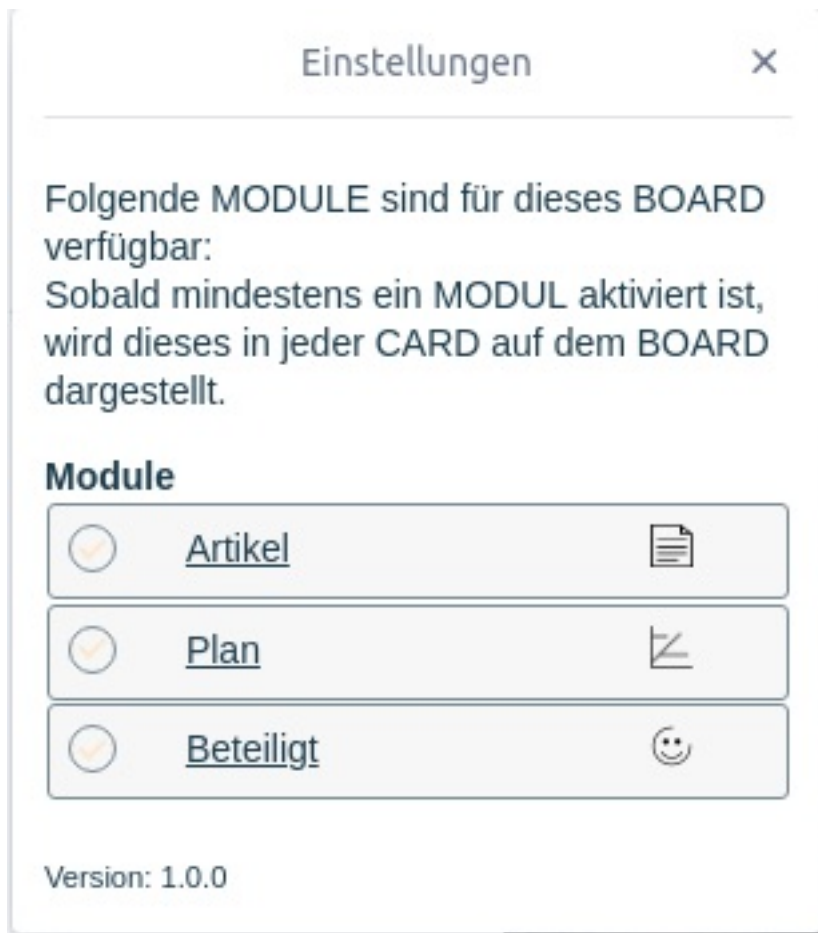 Einstellungen
Folgende MODULE sind für dieses BOARD
verfügbar:
Sobald mindestens ein MODUL aktiviert ist,
wird dieses in jeder CARD auf dem BOARD
dargestellt.
Module
Artikel
Plan
Beteiligt
Version: 1.0.0